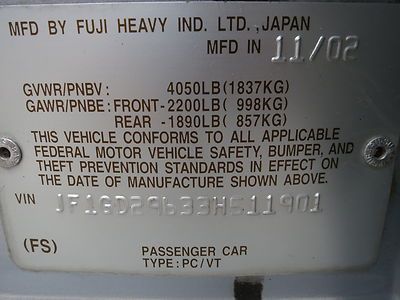 MFD BY FUJI HEAVY IND. LTD., JAPAN
MFD IN 11/02
GVWR/PNBV: 4050LB(1837KG)
GAWR/PNBE: FRONT-2200LB( 998KG)
REAR -1890LB( 857KG)
THIS VEHICLE CONFORMS TO ALL APPLICABLE
FEDERAL MOTOR VEHICLE SAFETY, BUMPER, AND
THEFT PREVENTION STANDARDS IN EFFECT ON
THE DATE OF MANUFACTURE SHOWN ABOVE.
VIN JF1GD29633H511901
(FS) PASSENGER CAR
TYPE: PC/VT